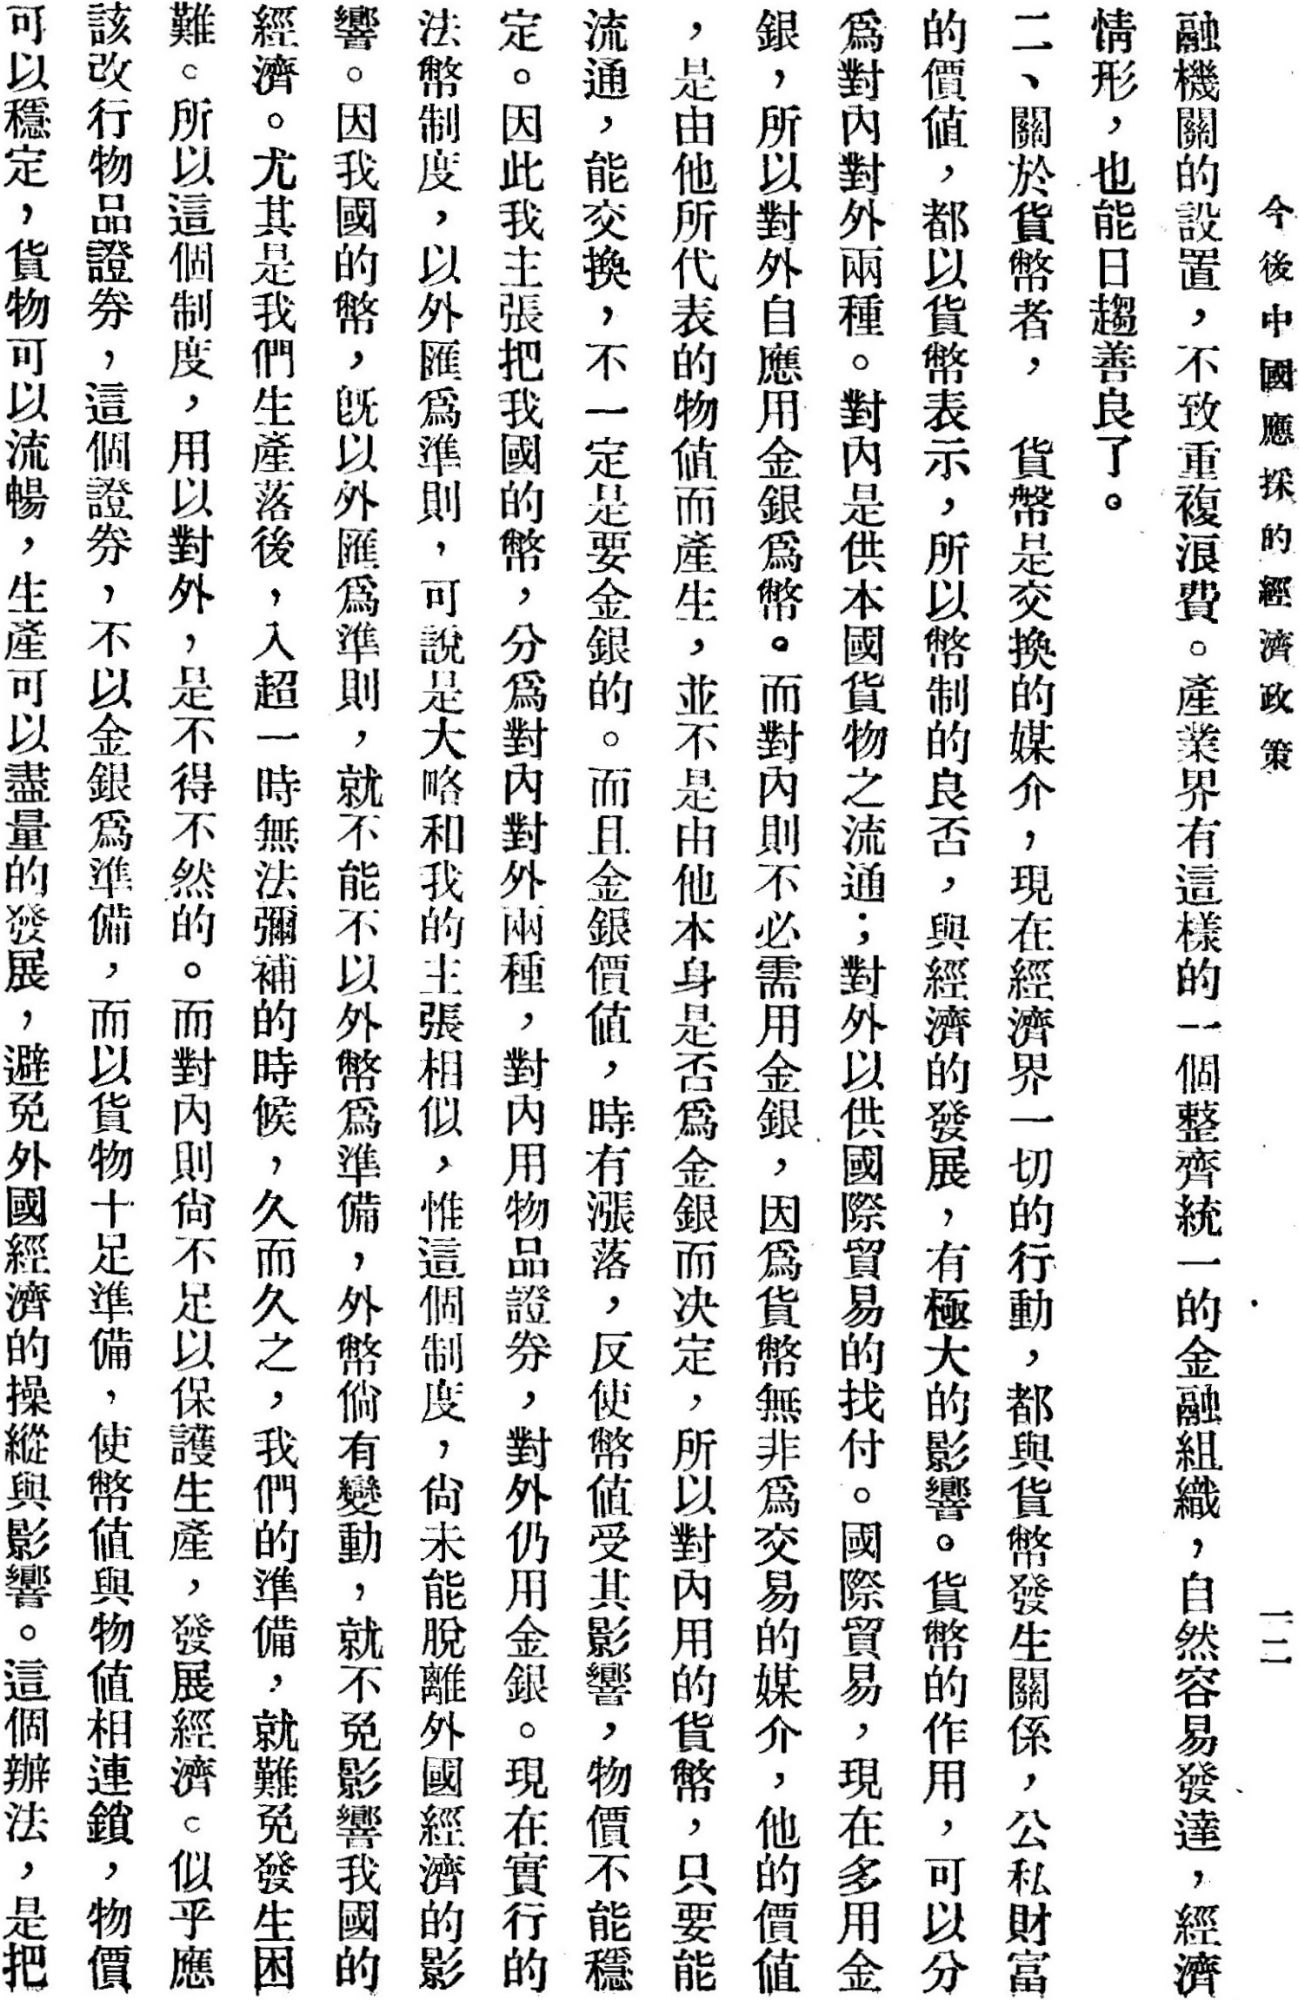 今後中國應採的經濟政策
一二
融機關的設置，不致重複浪費。產業界有這樣的一個整齊統一的金融組織，自然容易發達，經濟
情形，也能日趨善良了。
二、關於貨幣者，　貨幣是交換的媒介，現在經濟界一切的行動，都與貨幣發生關係，公私財富
的價值，都以貨幣表示，所以幣制的良否，與經濟的發展，有極大的影響。貨幣的作用，可以分
爲對內對外兩種。對內是供本國貨物之流通；對外以供國際貿易的找付。國際貿易，現在多用金
銀，所以對外自應用金銀爲幣。而對內則不必需用金銀，因爲貨幣無非爲交易的媒介，他的價值
，是由他所代表的物値而產生，並不是由他本身是否爲金銀而決定，所以對內用的貨幣，只要能
流通，能交換，不一定是要金銀的。而且金銀價值，時有漲落，反使幣值受其影響，物價不能穩
定。因此我主張把我國的幣，分爲對內對外兩種，對內用物品證券，對外仍用金銀。現在實行的
法幣制度，以外匯爲準則，可說是大略和我的主張相似，惟這個制度，尙未能脫離外國經濟的影
響。因我國的幣，旣以外匯爲準則，就不能不以外幣爲準備，外幣倘有變動，就不免影響我國的
經濟。尤其是我們生產落後，入超一時無法彌補的時候，久而久之，我們的準備，就難免發生困
難。所以這個制度，用以對外，是不得不然的。而對內則尙不足以保護生產，發展經濟。似乎應
該改行物品證券，這個證券，不以金銀爲準備，而以貨物十足準備，使幣値與物値相連鎖，物價
可以穩定，貨物可以流暢，生產可以盡量的發展，避免外國經濟的操縱與影響。這個辦法，是把